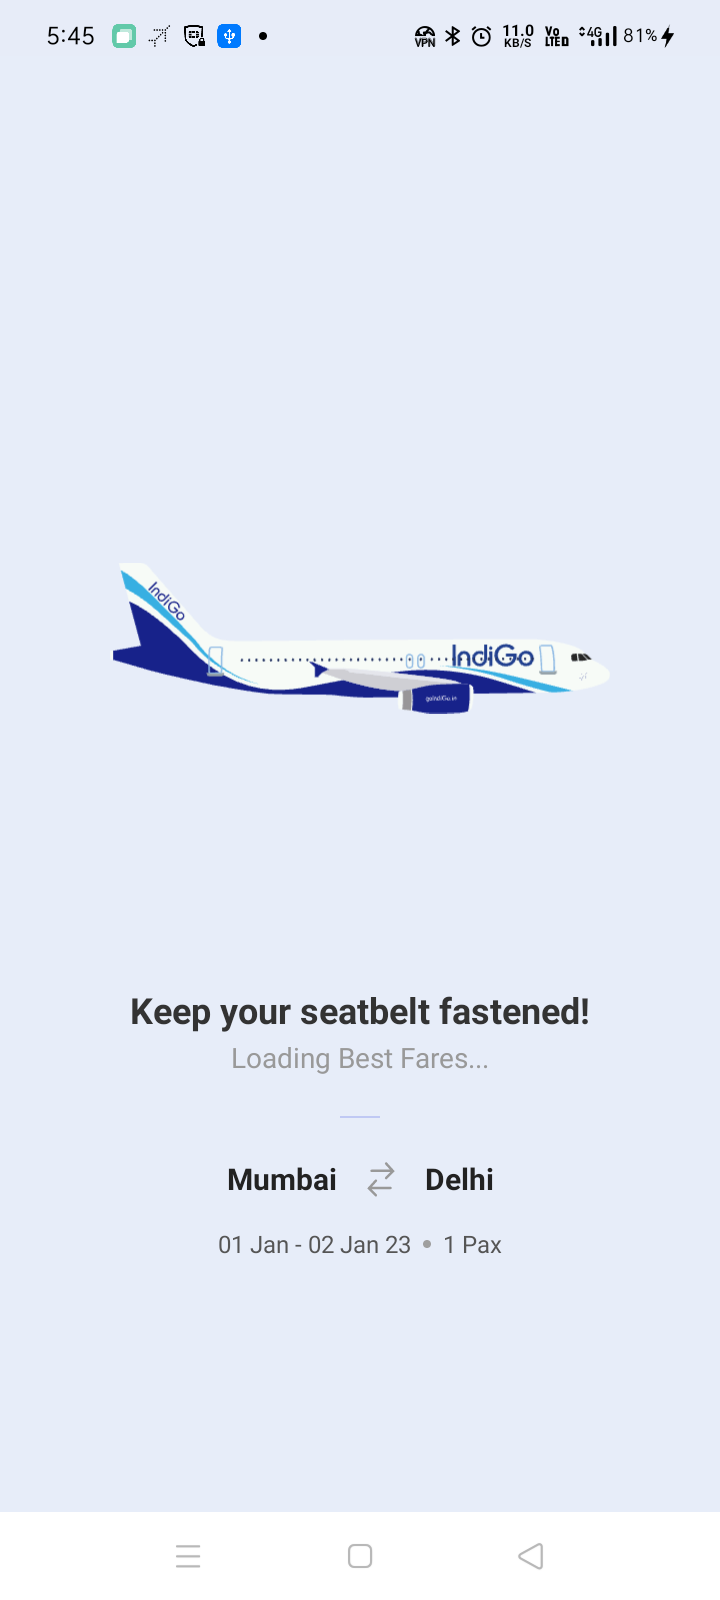 5:45
VPN
11.0
KB/S
Vo
LTE D
4G
81%
IndiGo
IndiGo
goIndiGo.in
Keep your seatbelt fastened!
Loading Best Fares...
Mumbai Delhi
01 Jan - 02 Jan 23 • 1 Pax